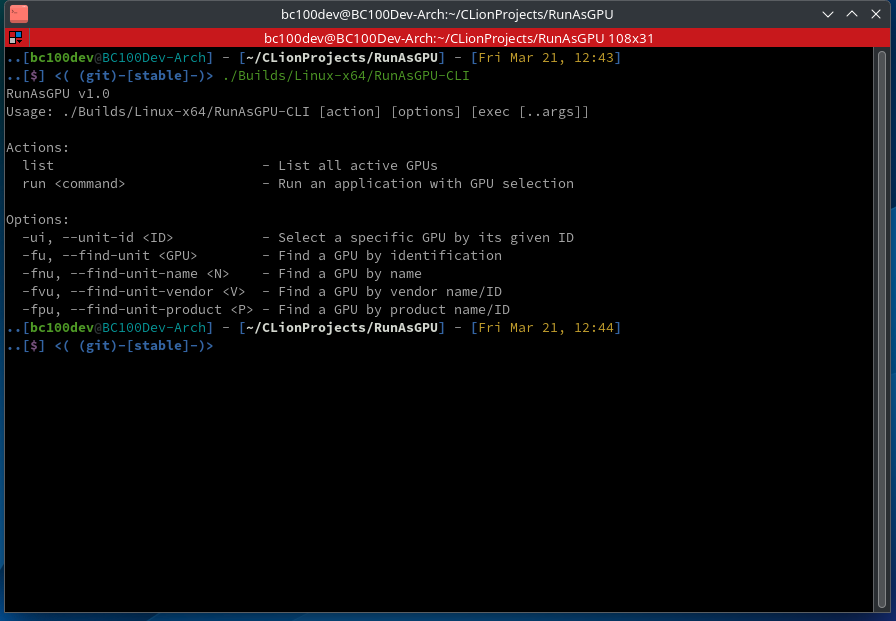 bc100dev@BC100Dev-Arch:~/CLionProjects/RunAsGPU
bc100dev@BC100Dev-Arch:~/CLionProjects/RunAsGPU 108x31
..[bc100dev@BC100Dev-Arch] - [~/CLionProjects/RunAsGPU] - [Fri Mar 21, 12:43]
..[$] <( (git)-[stable]-)> ./Builds/Linux-x64/RunAsGPU-CLI
RunAsGPU v1.0
Usage: ./Builds/Linux-x64/RunAsGPU-CLI [action] [options] [exec [..args]]
Actions:
  list                          - List all active GPUs
  run <command>                 - Run an application with GPU selection
Options:
  -ui, --unit-id <ID>           - Select a specific GPU by its given ID
  -fu, --find-unit <GPU>        - Find a GPU by identification
  -fnu, --find-unit-name <N>    - Find a GPU by name
  -fvu, --find-unit-vendor <V>  - Find a GPU by vendor name/ID
  -fpu, --find-unit-product <P> - Find a GPU by product name/ID
..[bc100dev@BC100Dev-Arch] - [~/CLionProjects/RunAsGPU] - [Fri Mar 21, 12:44]
..[$] <( (git)-[stable]-)>